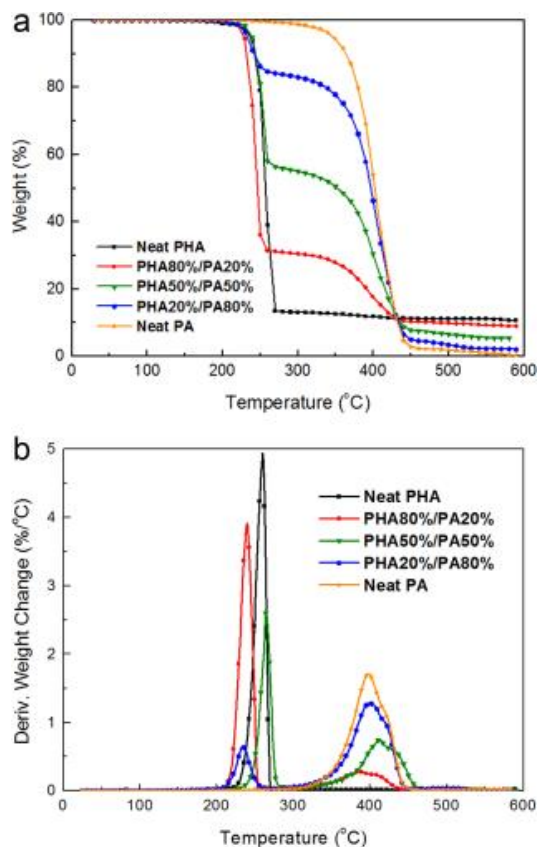 a
100
80
60
40
20
0
Weight (%)
Neat PHA
PHA80%/PA20%
PHA50%/PA50%
PHA20%/PA80%
Neat PA
0 100 200 300 400 500 600
Temperature (°C)
b
5
4
3
2
1
0
Deriv. Weight Change (%/°C)
Neat PHA
PHA80%/PA20%
PHA50%/PA50%
PHA20%/PA80%
Neat PA
0 100 200 300 400 500 600
Temperature (°C)